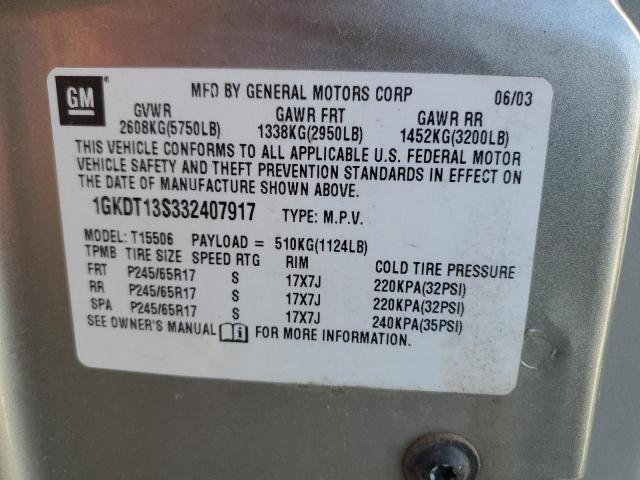 GM ®
MFD BY GENERAL MOTORS CORP 06/03
GVWR GAWR FRT GAWR RR
2608KG(5750LB) 1338KG(2950LB) 1452KG(3200LB)
THIS VEHICLE CONFORMS TO ALL APPLICABLE U.S. FEDERAL MOTOR
VEHICLE SAFETY AND THEFT PREVENTION STANDARDS IN EFFECT ON
THE DATE OF MANUFACTURE SHOWN ABOVE.
1GKDT13S332407917 TYPE: M.P.V.
MODEL: T15506 PAYLOAD = 510KG(1124LB)
TPMB TIRE SIZE SPEED RTG RIM COLD TIRE PRESSURE
FRT P245/65R17 S 17X7J 220KPA(32PSI)
RR P245/65R17 S 17X7J 220KPA(32PSI)
SPA P245/65R17 S 17X7J 240KPA(35PSI)
SEE OWNER'S MANUAL i FOR MORE INFORMATION.